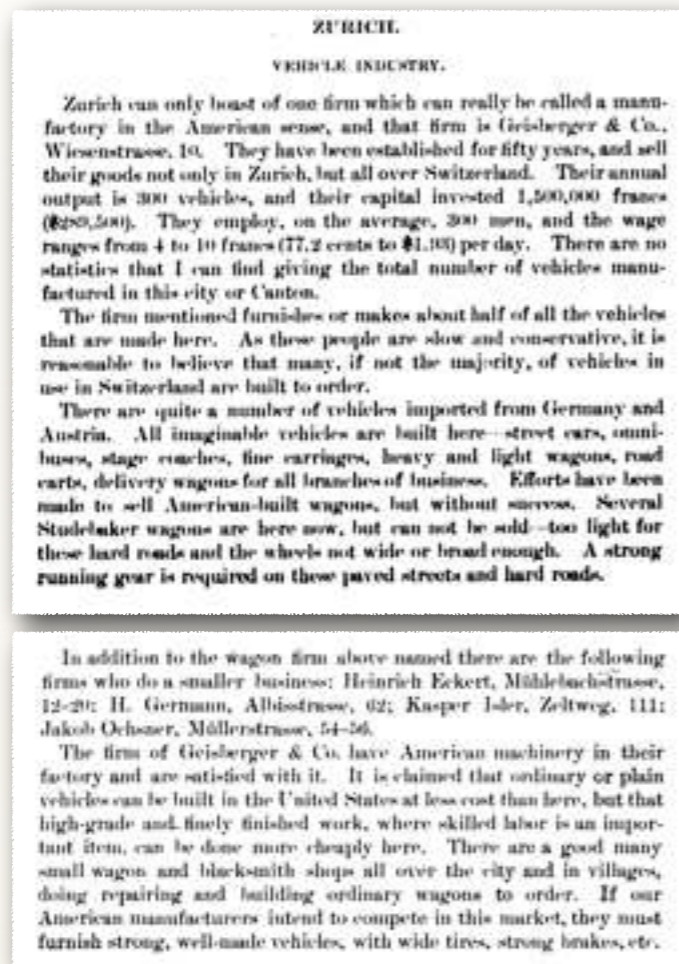 ZURICH.
VEHICLE INDUSTRY.
Zurich can only boast of one firm which can really be called a manu-
factory in the American sense, and that firm is Geisberger & Co.,
Wiesenstrasse, 10. They have been established for fifty years, and sell
their goods not only in Zurich, but all over Switzerland. Their annual
output is 300 vehicles, and their capital invested 1,500,000 francs
($289,500). They employ, on the average, 300 men, and the wage
ranges from 4 to 10 francs (77.2 cents to $1.93) per day. There are no
statistics that I can find giving the total number of vehicles manu-
factured in this city or Canton.
The firm mentioned furnishes or makes about half of all the vehicles
that are made here. As these people are slow and conservative, it is
reasonable to believe that many, if not the majority, of vehicles in
use in Switzerland are built to order.
There are quite a number of vehicles imported from Germany and
Austria. All imaginable vehicles are built here—street cars, omni-
buses, stage coaches, fine carriages, heavy and light wagons, road
carts, delivery wagons for all branches of business. Efforts have been
made to sell American-built wagons, but without success. Several
Studebaker wagons are here now, but can not be sold—too light for
these hard roads and the wheels not wide or broad enough. A strong
running gear is required on these paved streets and hard roads.
In addition to the wagon firm above named there are the following
firms who do a smaller business: Heinrich Eckert, Mühlebachstrasse,
12–20; H. Germann, Albisstrasse, 62; Kasper Isler, Zeltweg, 111;
Jakob Ochsner, Müllerstrasse, 54–56.
The firm of Geisberger & Co. have American machinery in their
factory and are satisfied with it. It is claimed that ordinary or plain
vehicles can be built in the United States at less cost than here, but that
high-grade and finely finished work, where skilled labor is an impor-
tant item, can be done more cheaply here. There are a good many
small wagon and blacksmith shops all over the city and in villages,
doing repairing and building ordinary wagons to order. If our
American manufacturers intend to compete in this market, they must
furnish strong, well-made vehicles, with wide tires, strong brakes, etc.